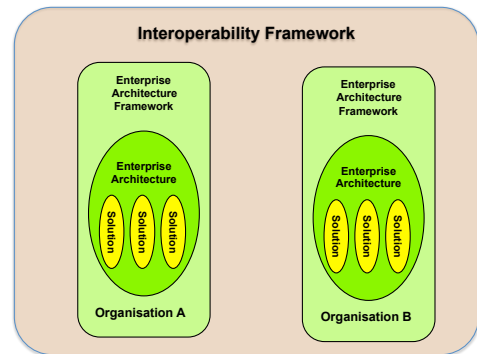 Interoperability Framework
Enterprise
Architecture
Framework
Enterprise
Architecture
Solution
Solution
Solution
Organisation A
Enterprise
Architecture
Framework
Enterprise
Architecture
Solution
Solution
Solution
Organisation B